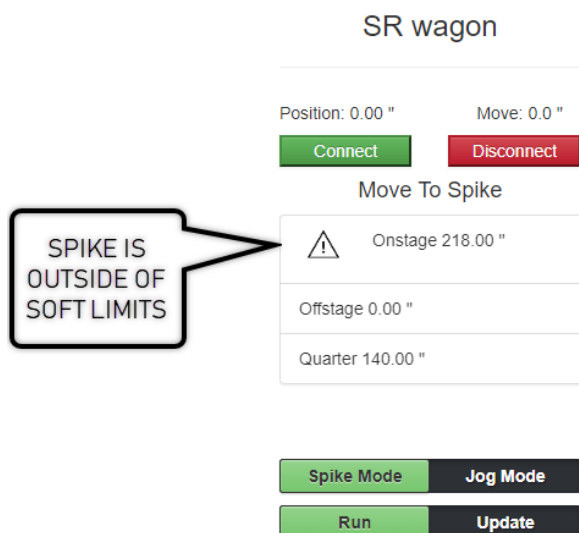 SR wagon
Position: 0.00 " Move: 0.0 "
Connect Disconnect
Move To Spike
SPIKE IS
OUTSIDE OF
SOFT LIMITS
Onstage 218.00 "
Offstage 0.00 "
Quarter 140.00 "
Spike Mode Jog Mode
Run Update